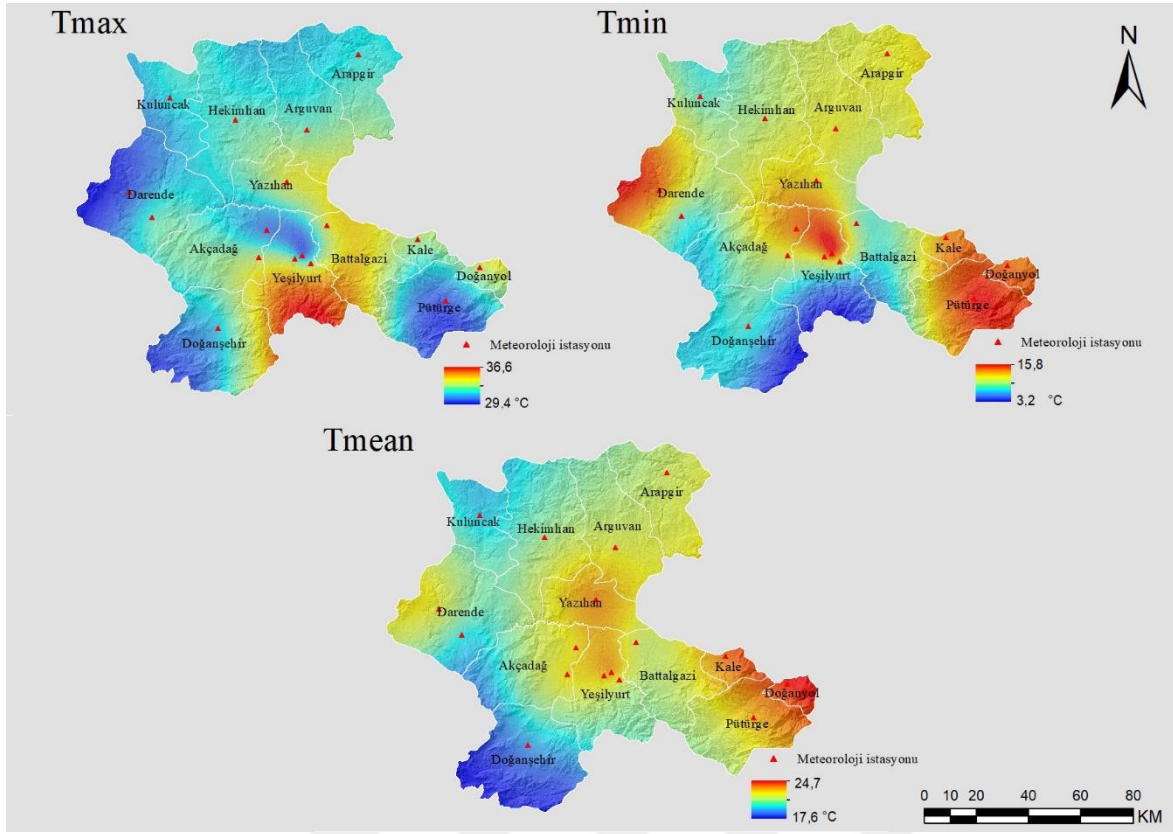 Tmax
Arapgir
Kuluncak
Hekimhan
Arguvan
Yazıhan
Darende
Akçadağ
Kale
Battalgazi
Doğanyol
Yeşilyurt
Pütürge
Doğanşehir
Meteoroloji istasyonu
36,6
29,4 °C
Tmin
N
Arapgir
Kuluncak
Hekimhan
Arguvan
Yazıhan
Darende
Akçadağ
Kale
Battalgazi
Doğanyol
Yeşilyurt
Pütürge
Doğanşehir
Meteoroloji istasyonu
15,8
3,2 °C
Tmean
Arapgir
Kuluncak
Hekimhan
Arguvan
Yazıhan
Darende
Akçadağ
Kale
Battalgazi
Doğanyol
Yeşilyurt
Pütürge
Doğanşehir
Meteoroloji istasyonu
24,7
17,6 °C
0 10 20 40 60 80
KM